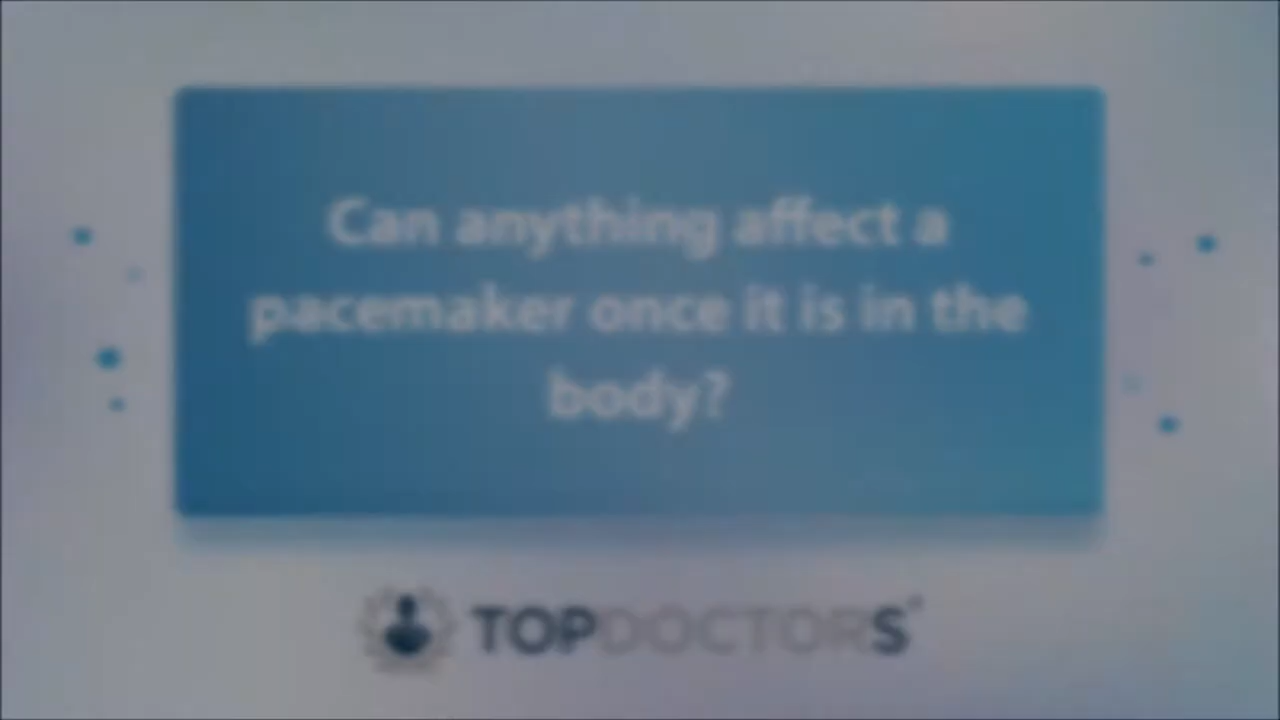 Can anything affect a
pacemaker once it is in the
body?
TOPDOCTORS